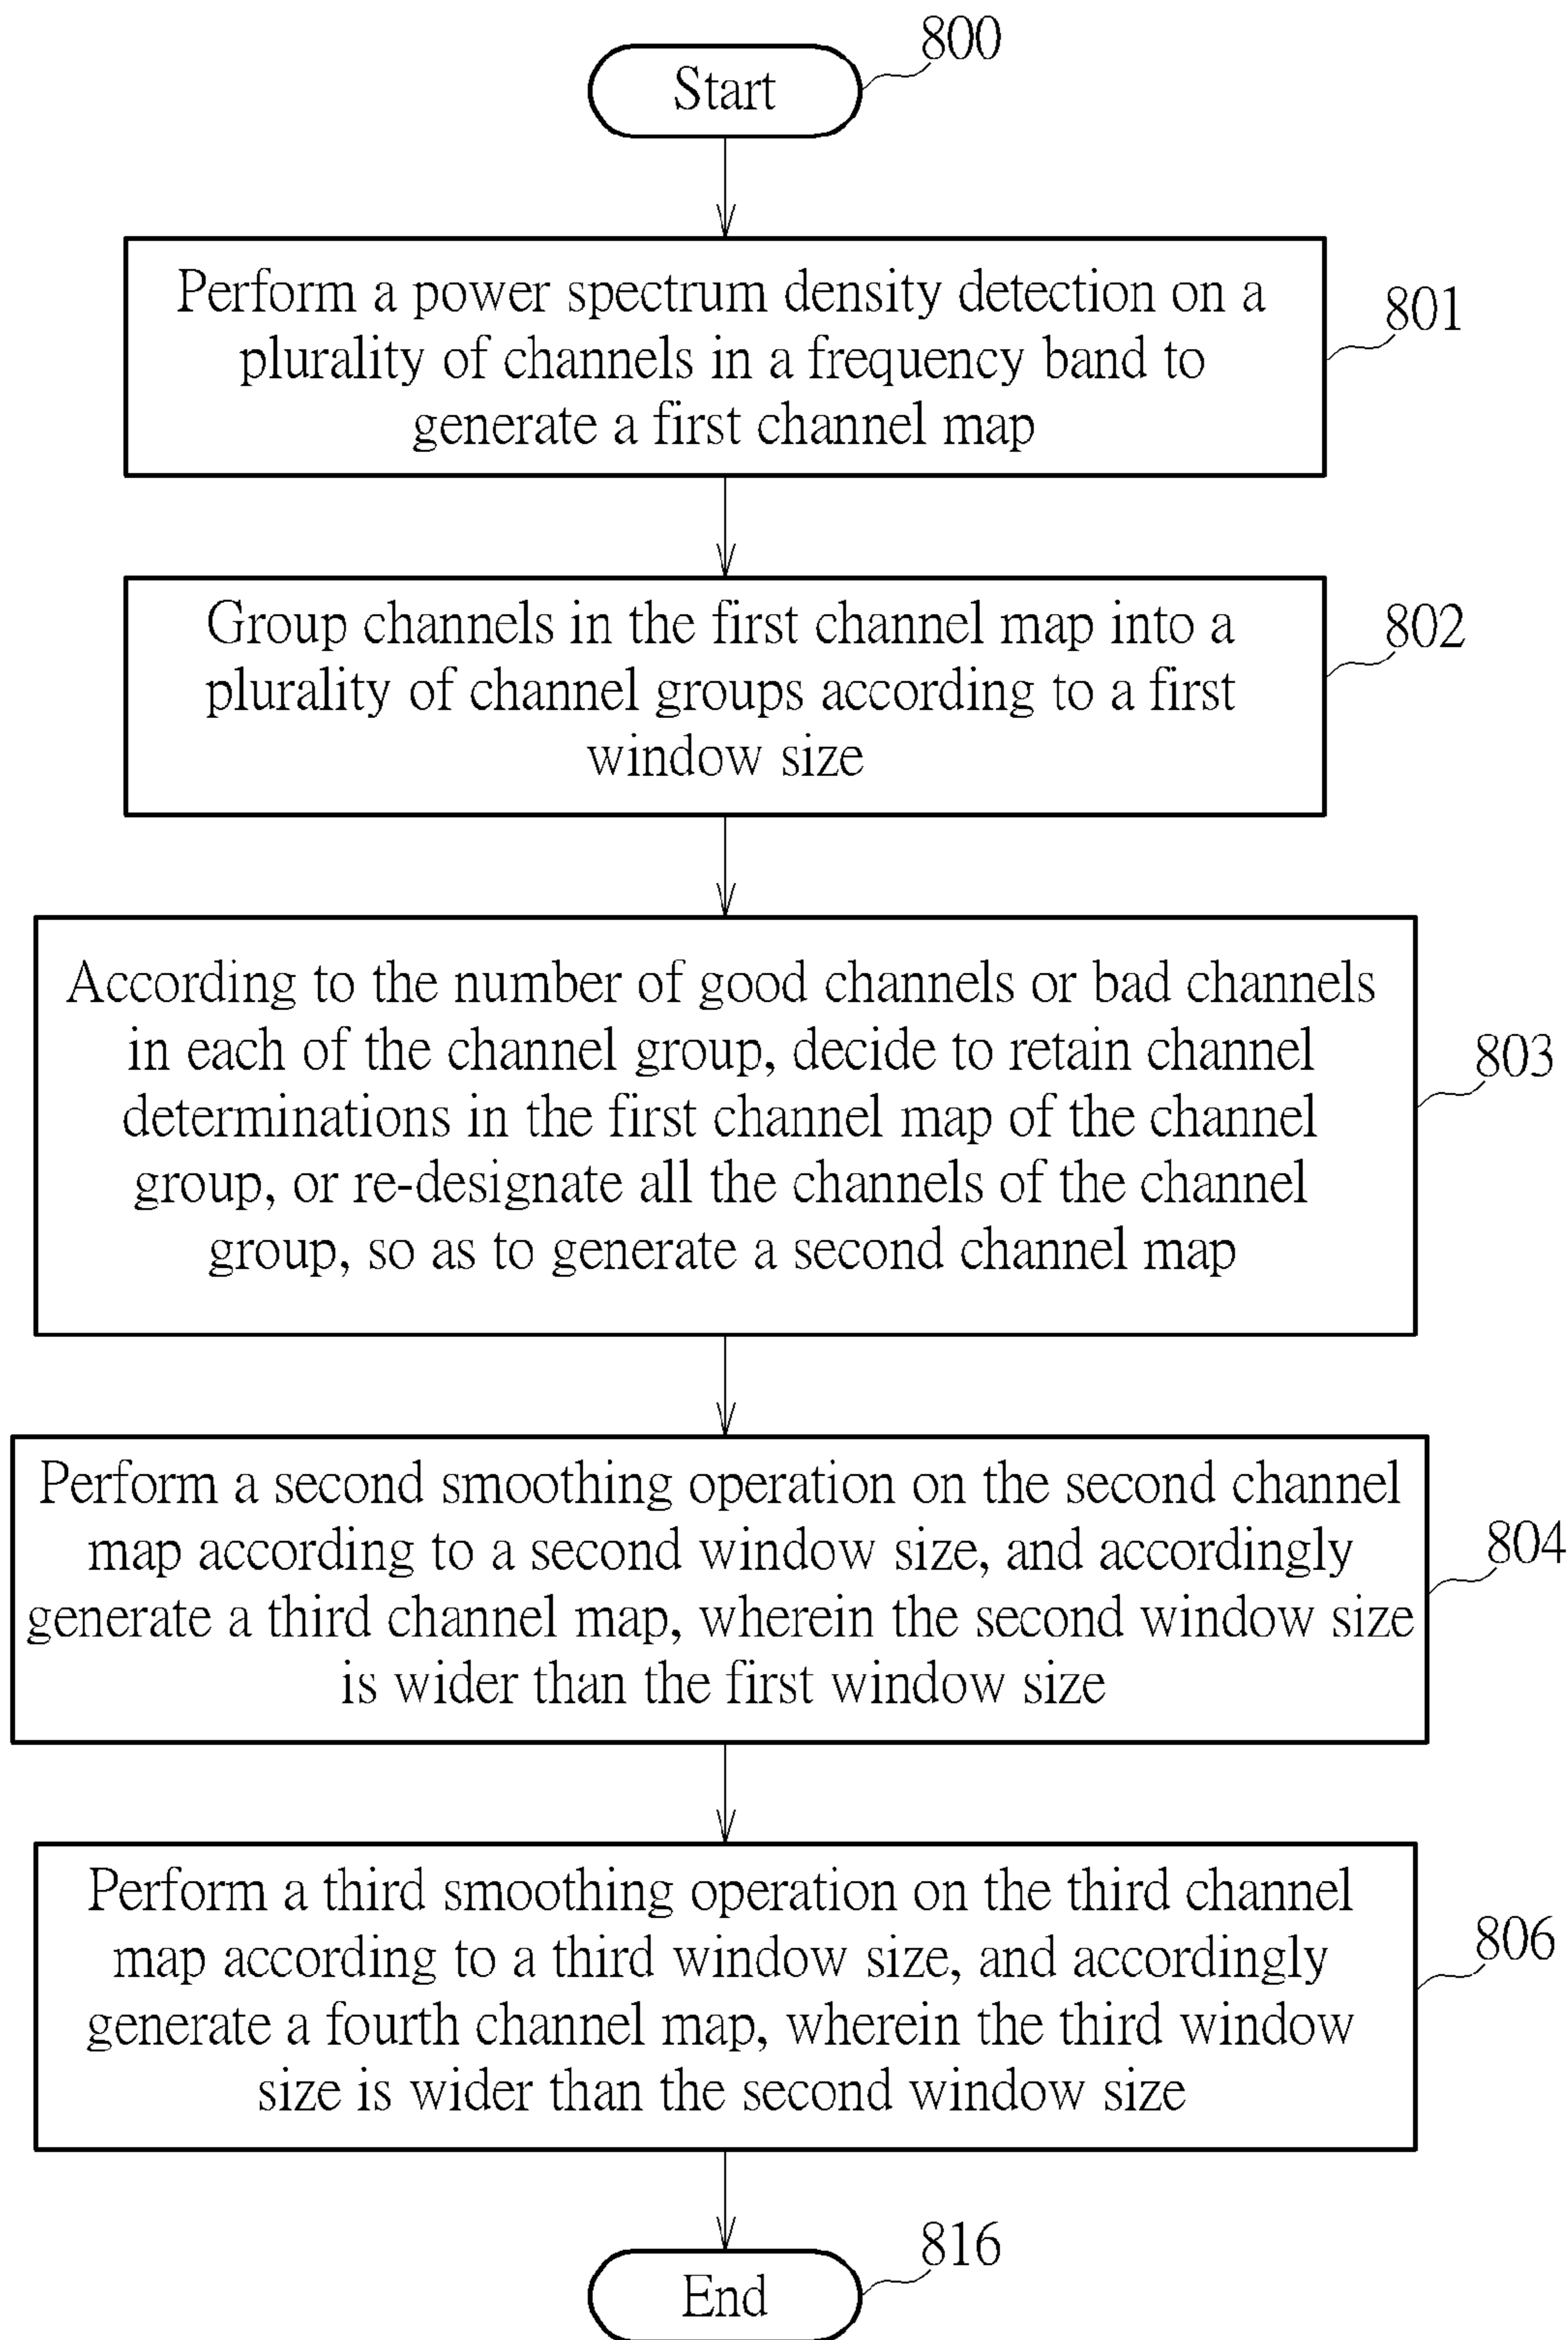 Start
800
Perform a power spectrum density detection on a
plurality of channels in a frequency band to
generate a first channel map
801
Group channels in the first channel map into a
plurality of channel groups according to a first
window size
802
According to the number of good channels or bad channels
in each of the channel group, decide to retain channel
determinations in the first channel map of the channel
group, or re-designate all the channels of the channel
group, so as to generate a second channel map
803
Perform a second smoothing operation on the second channel
map according to a second window size, and accordingly
generate a third channel map, wherein the second window size
is wider than the first window size
804
Perform a third smoothing operation on the third channel
map according to a third window size, and accordingly
generate a fourth channel map, wherein the third window
size is wider than the second window size
806
End
816